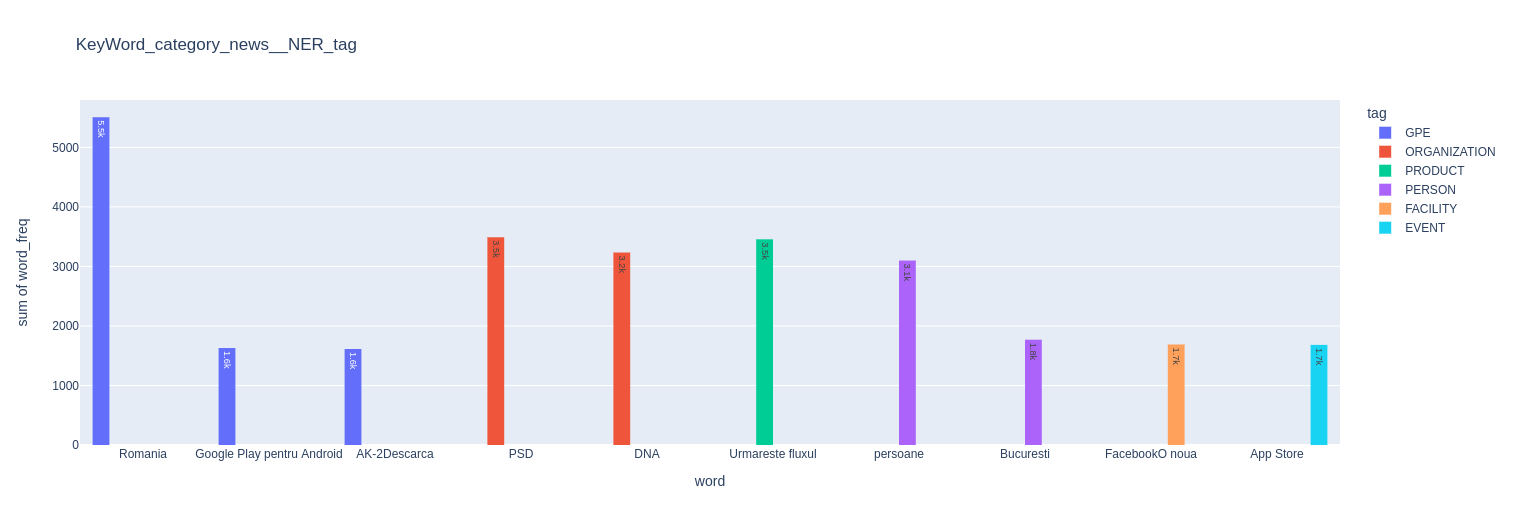 KeyWord_category_news__NER_tag
tag
GPE
ORGANIZATION
PRODUCT
PERSON
FACILITY
EVENT
sum of word_freq
5000
4000
3000
2000
1000
0
5.5k
1.6k
1.6k
3.5k
3.2k
3.5k
3.1k
1.8k
1.7k
1.7k
Romania
Google Play pentru Android
AK-2Descarca
PSD
DNA
Urmareste fluxul
persoane
Bucuresti
FacebookO noua
App Store
word